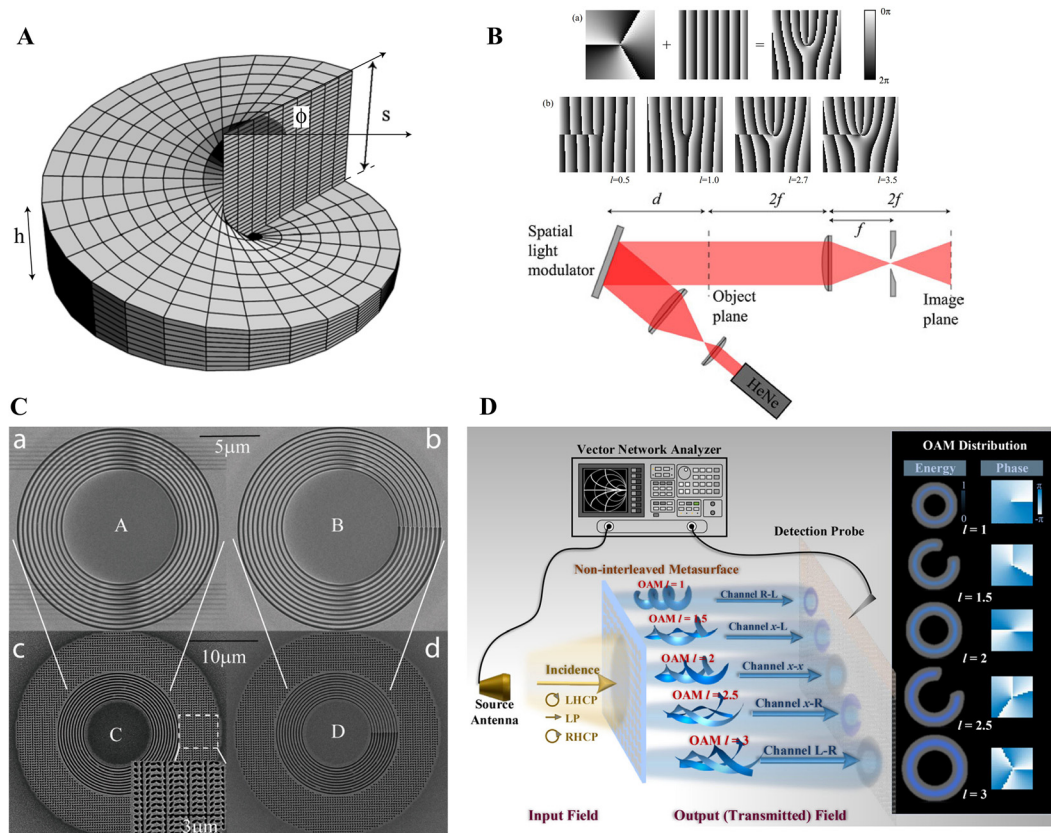 A
h
ϕ
s
B
(a)
+
=
0π
2π
(b)
l=0.5
l=1.0
l=2.7
l=3.5
d
2f
2f
f
Spatial
light
modulator
Object
plane
Image
plane
HeNe
C
a
5μm
b
A
B
c
10μm
d
C
D
3μm
D
Vector Network Analyzer
Detection Probe
Non-interleaved Metasurface
OAM l = 1
Channel R-L
OAM l = 1.5
Channel x-L
OAM l = 2
Channel x-x
OAM l = 2.5
Channel x-R
OAM l = 3
Channel L-R
Source
Antenna
Incidence
LHCP
LP
RHCP
Input Field
Output (Transmitted) Field
OAM Distribution
Energy
Phase
1
0
π
-π
l = 1
l = 1.5
l = 2
l = 2.5
l = 3